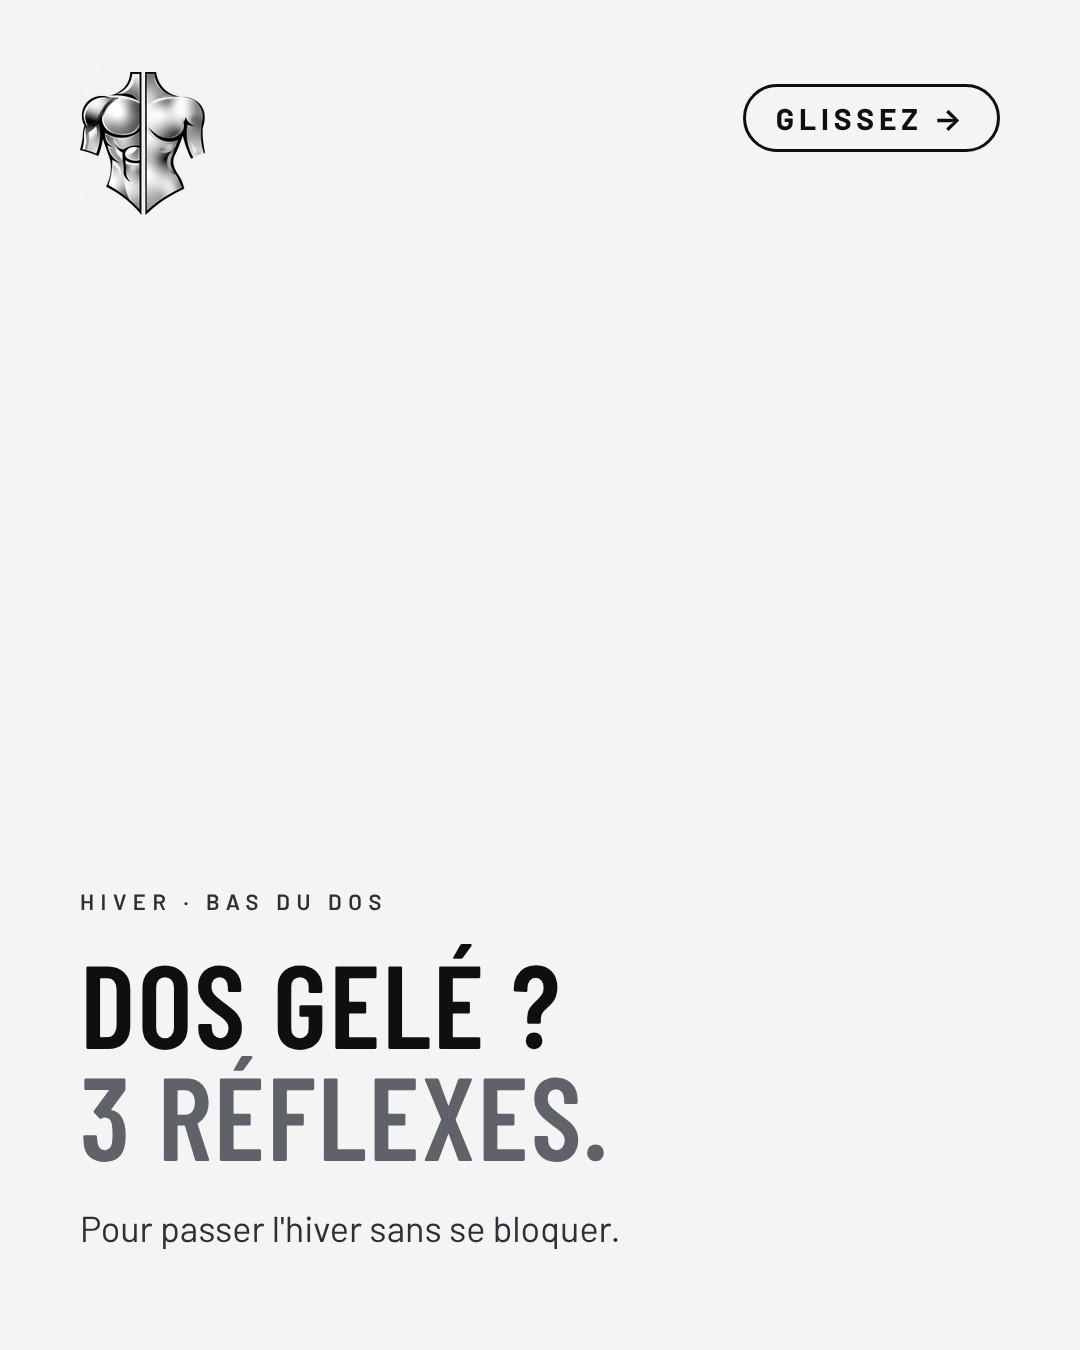 GLISSEZ →
HIVER · BAS DU DOS
DOS GELÉ ?
3 RÉFLEXES.
Pour passer l'hiver sans se bloquer.